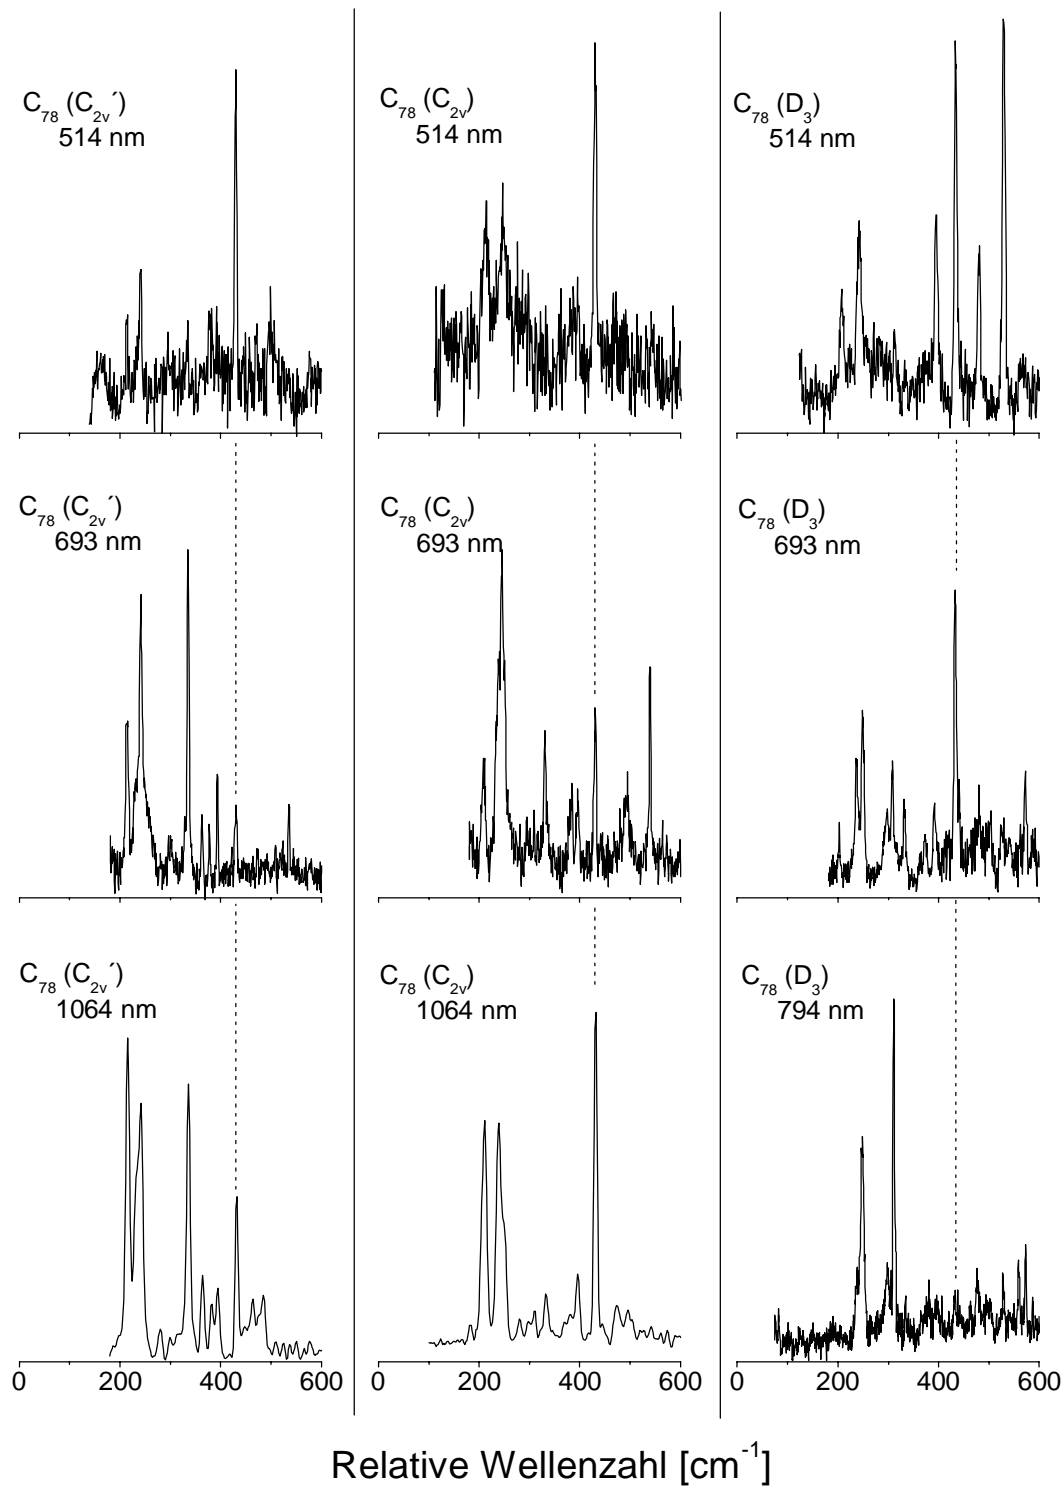 C78 (C2v´)
514 nm
C78 (C2v)
514 nm
C78 (D3)
514 nm
C78 (C2v´)
693 nm
C78 (C2v)
693 nm
C78 (D3)
693 nm
C78 (C2v´)
1064 nm
C78 (C2v)
1064 nm
C78 (D3)
794 nm
0 200 400 600 0 200 400 600 0 200 400 600
Relative Wellenzahl [cm-1]